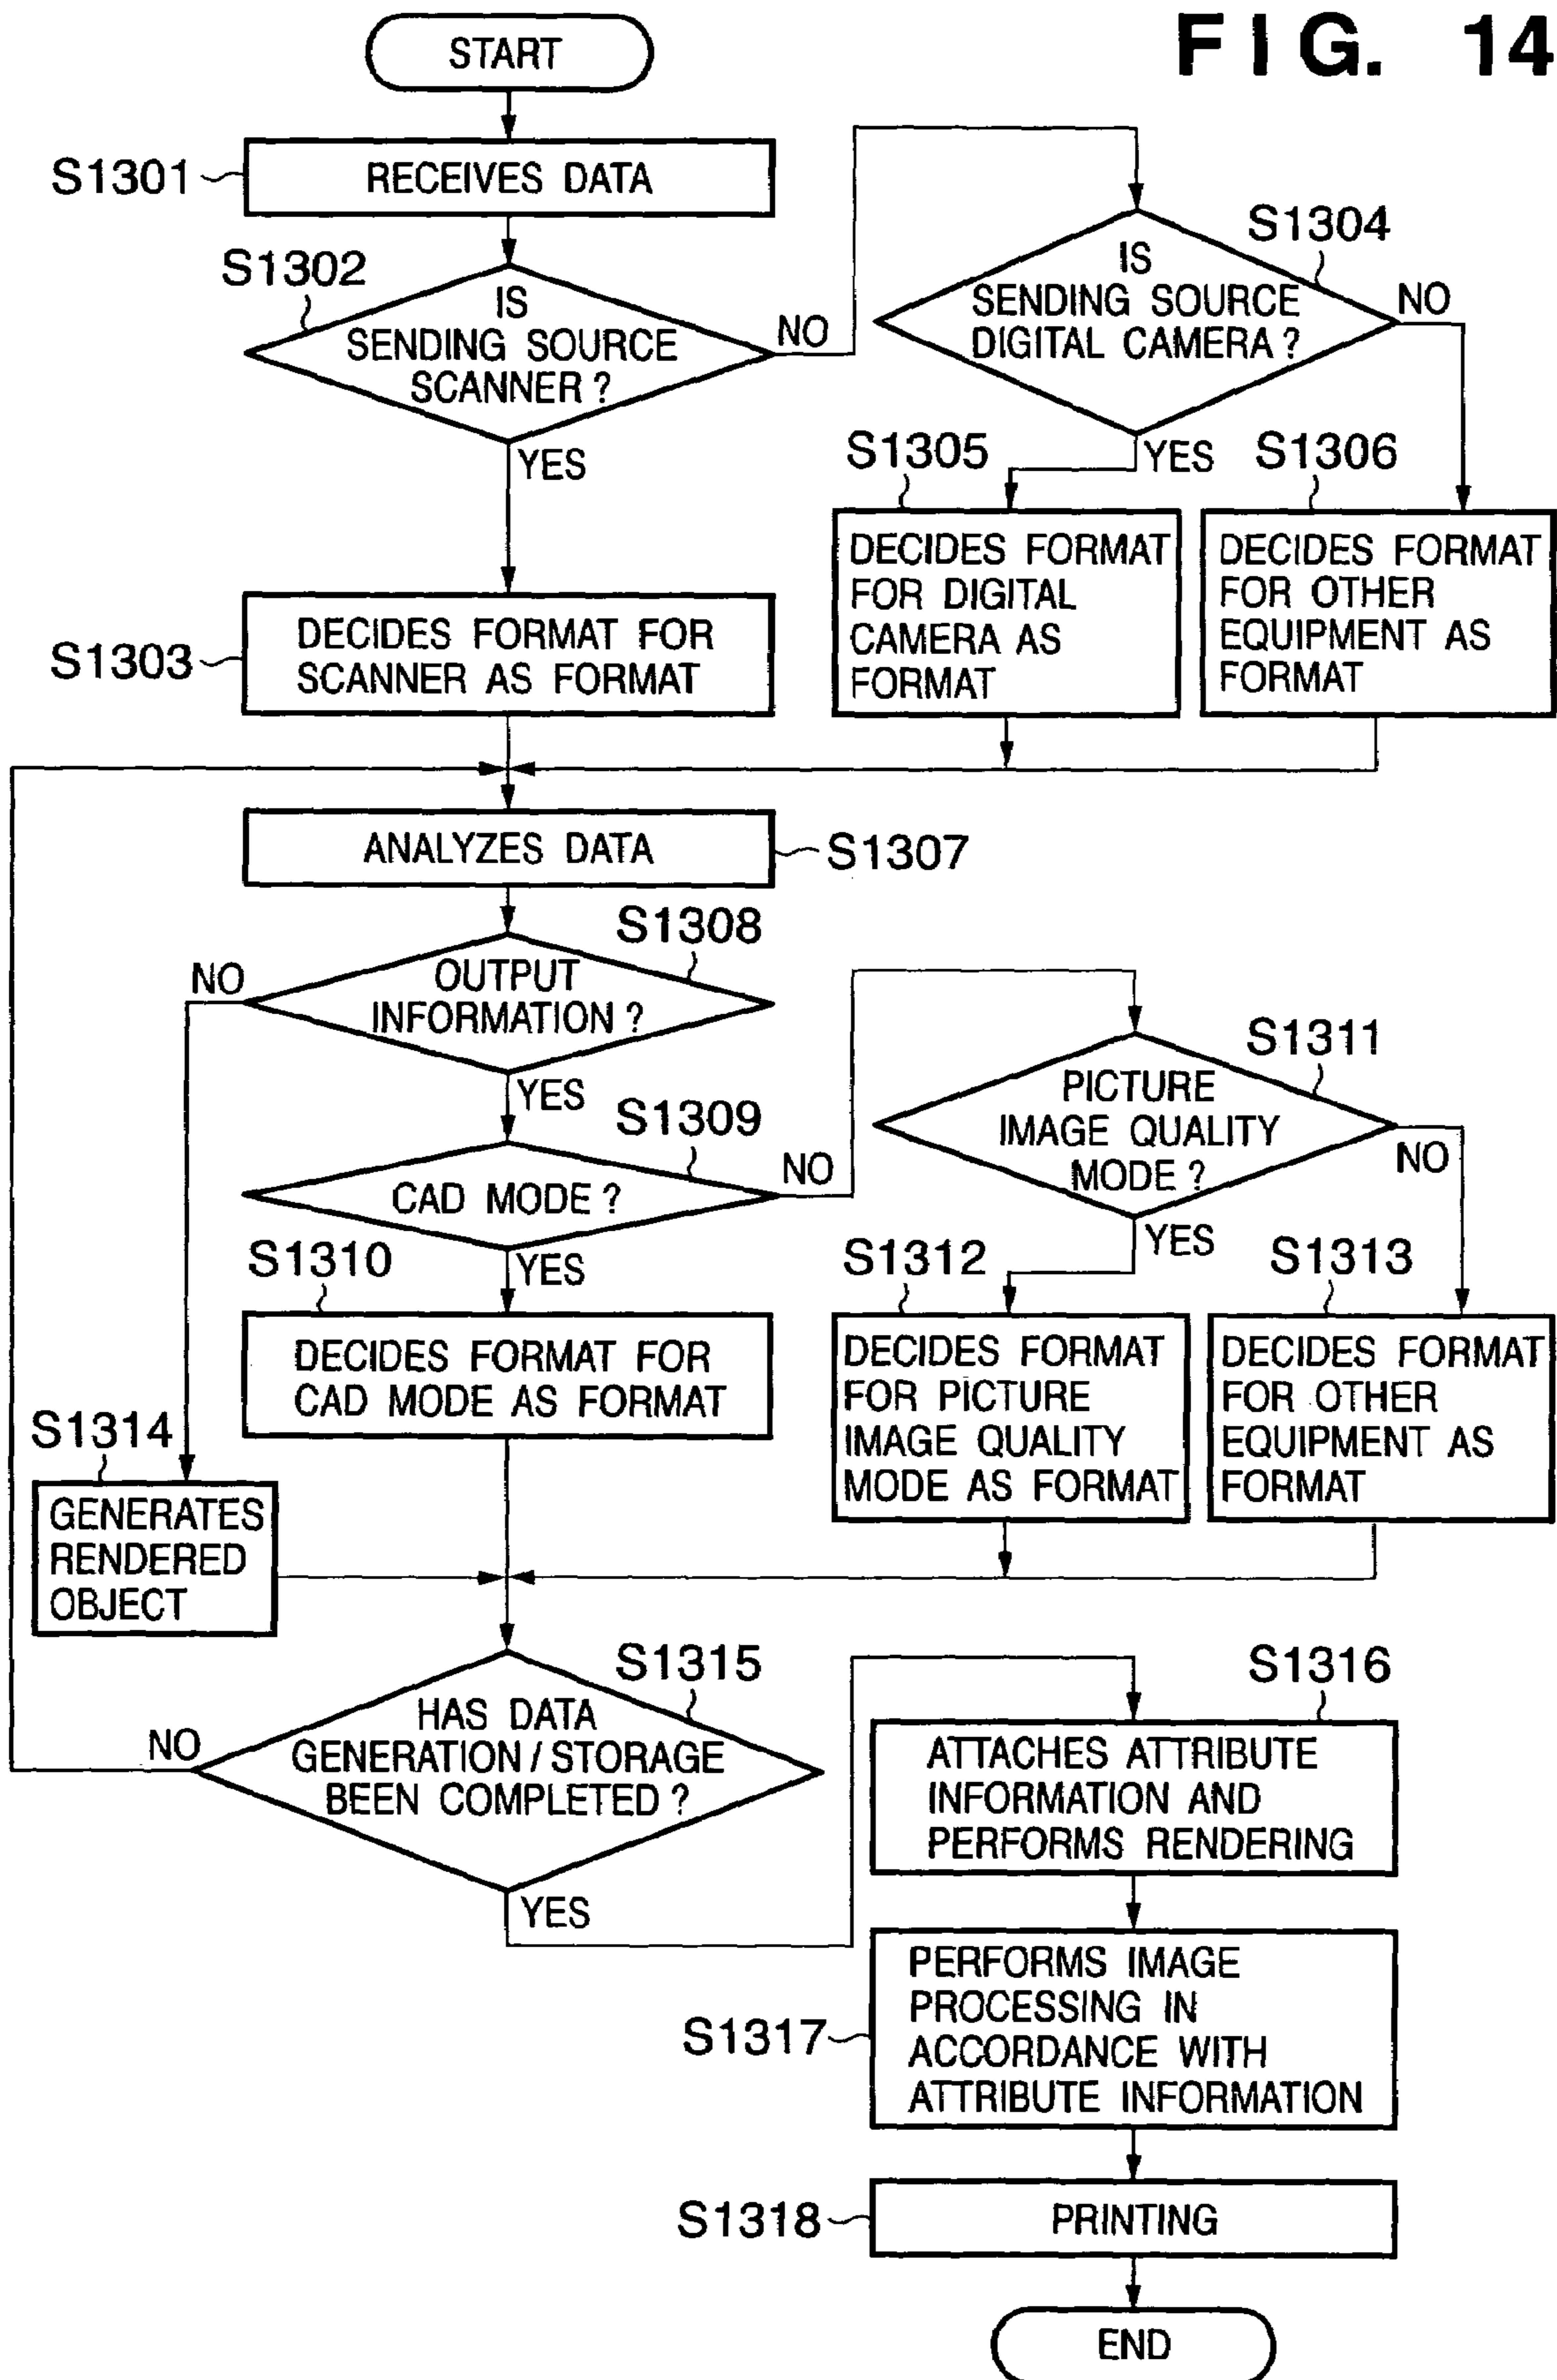 FIG. 14
START
S1301
RECEIVES DATA
S1302
IS
SENDING SOURCE
SCANNER?
NO
YES
S1304
IS
SENDING SOURCE
DIGITAL CAMERA?
NO
YES
S1303
DECIDES FORMAT FOR
SCANNER AS FORMAT
S1305
DECIDES FORMAT
FOR DIGITAL
CAMERA AS
FORMAT
S1306
DECIDES FORMAT
FOR OTHER
EQUIPMENT AS
FORMAT
ANALYZES DATA
S1307
S1308
OUTPUT
INFORMATION?
NO
YES
S1309
CAD MODE?
NO
YES
S1311
PICTURE
IMAGE QUALITY
MODE?
NO
YES
S1310
DECIDES FORMAT FOR
CAD MODE AS FORMAT
S1312
DECIDES FORMAT
FOR PICTURE
IMAGE QUALITY
MODE AS FORMAT
S1313
DECIDES FORMAT
FOR OTHER
EQUIPMENT AS
FORMAT
S1314
GENERATES
RENDERED
OBJECT
S1315
HAS DATA
GENERATION/STORAGE
BEEN COMPLETED?
NO
YES
S1316
ATTACHES ATTRIBUTE
INFORMATION AND
PERFORMS RENDERING
S1317
PERFORMS IMAGE
PROCESSING IN
ACCORDANCE WITH
ATTRIBUTE INFORMATION
S1318
PRINTING
END